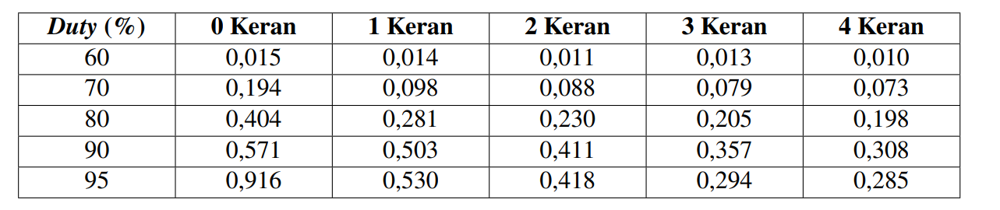 Duty (%) 0 Keran 1 Keran 2 Keran 3 Keran 4 Keran
60 0,015 0,014 0,011 0,013 0,010
70 0,194 0,098 0,088 0,079 0,073
80 0,404 0,281 0,230 0,205 0,198
90 0,571 0,503 0,411 0,357 0,308
95 0,916 0,530 0,418 0,294 0,285